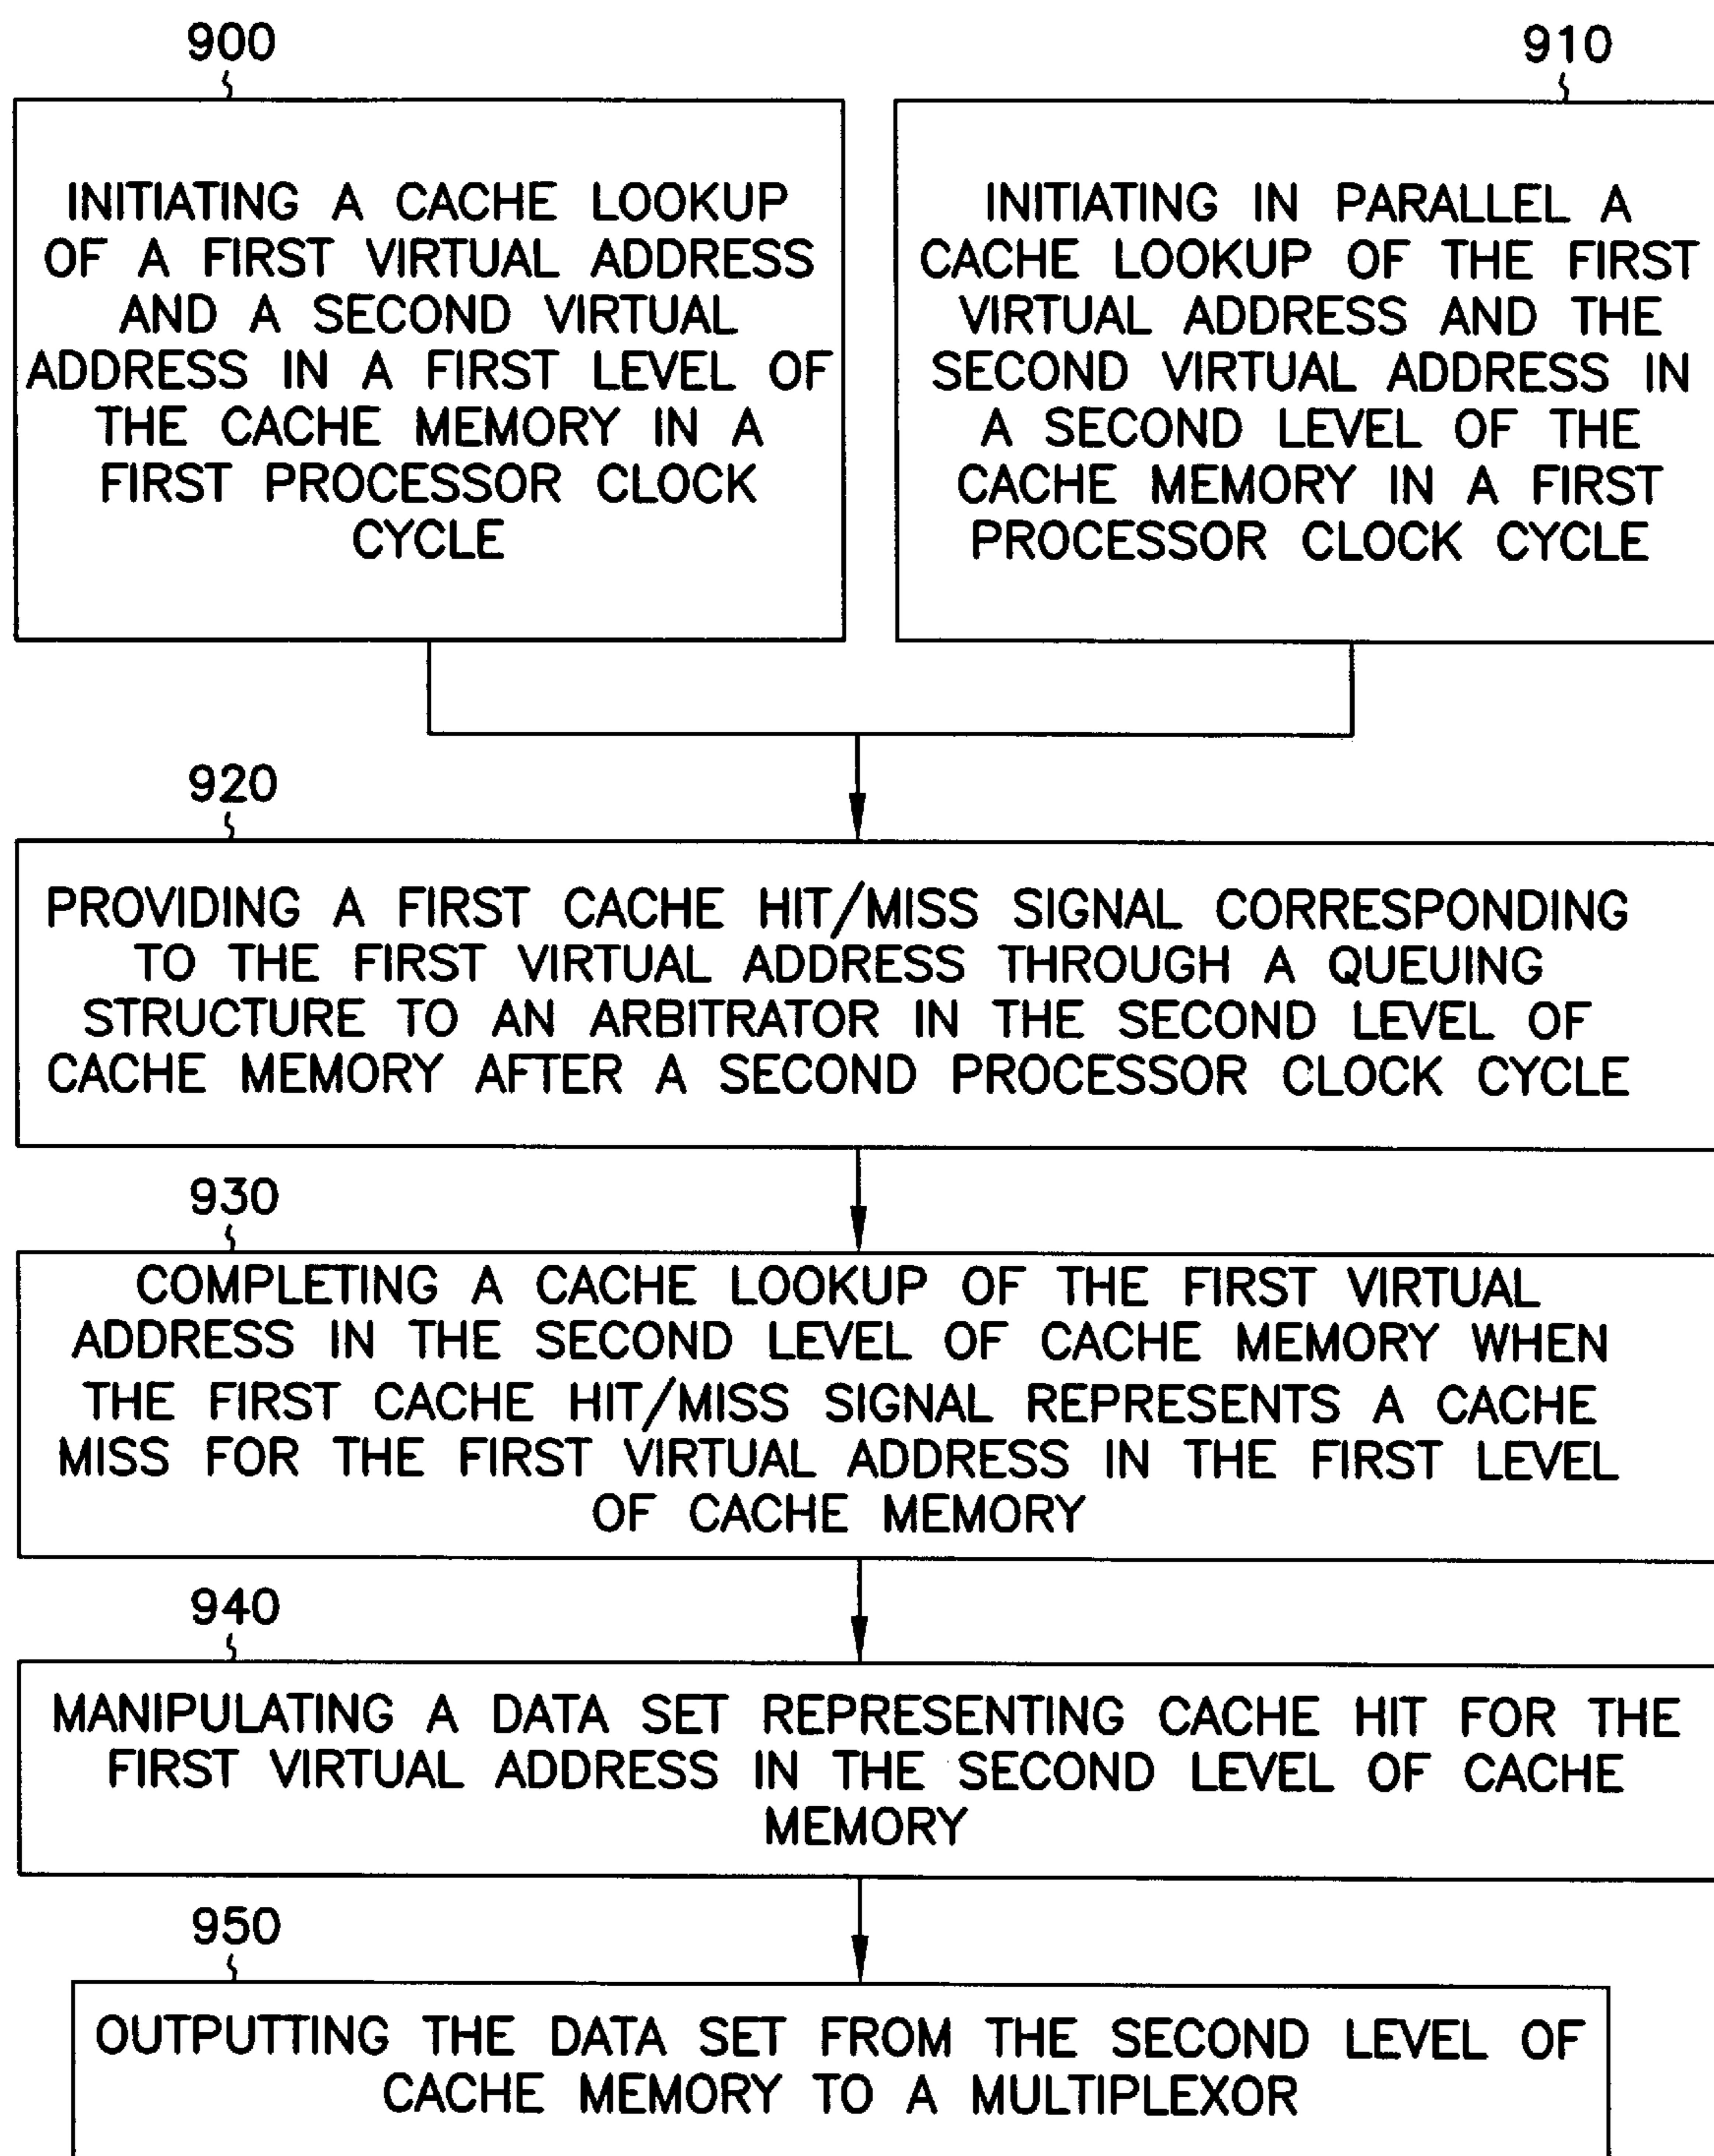 900
INITIATING A CACHE LOOKUP
OF A FIRST VIRTUAL ADDRESS
AND A SECOND VIRTUAL
ADDRESS IN A FIRST LEVEL OF
THE CACHE MEMORY IN A
FIRST PROCESSOR CLOCK
CYCLE
910
INITIATING IN PARALLEL A
CACHE LOOKUP OF THE FIRST
VIRTUAL ADDRESS AND THE
SECOND VIRTUAL ADDRESS IN
A SECOND LEVEL OF THE
CACHE MEMORY IN A FIRST
PROCESSOR CLOCK CYCLE
920
PROVIDING A FIRST CACHE HIT/MISS SIGNAL CORRESPONDING
TO THE FIRST VIRTUAL ADDRESS THROUGH A QUEUING
STRUCTURE TO AN ARBITRATOR IN THE SECOND LEVEL OF
CACHE MEMORY AFTER A SECOND PROCESSOR CLOCK CYCLE
930
COMPLETING A CACHE LOOKUP OF THE FIRST VIRTUAL
ADDRESS IN THE SECOND LEVEL OF CACHE MEMORY WHEN
THE FIRST CACHE HIT/MISS SIGNAL REPRESENTS A CACHE
MISS FOR THE FIRST VIRTUAL ADDRESS IN THE FIRST LEVEL
OF CACHE MEMORY
940
MANIPULATING A DATA SET REPRESENTING CACHE HIT FOR THE
FIRST VIRTUAL ADDRESS IN THE SECOND LEVEL OF CACHE
MEMORY
950
OUTPUTTING THE DATA SET FROM THE SECOND LEVEL OF
CACHE MEMORY TO A MULTIPLEXOR